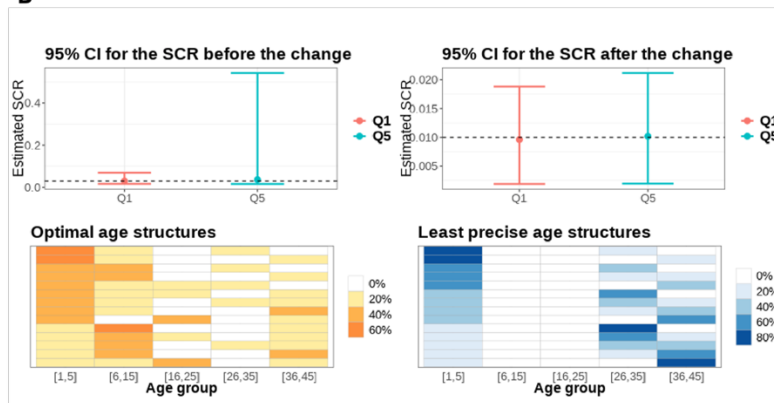 95% CI for the SCR before the change
Estimated SCR
0.4
0.2
0.0
Q1
Q5
Q1
Q5
95% CI for the SCR after the change
Estimated SCR
0.020
0.015
0.010
0.005
Q1
Q5
Q1
Q5
Optimal age structures
0%
20%
40%
60%
[1,5]
[6,15]
[16,25]
[26,35]
[36,45]
Age group
Least precise age structures
0%
20%
40%
60%
80%
[1,5]
[6,15]
[16,25]
[26,35]
[36,45]
Age group